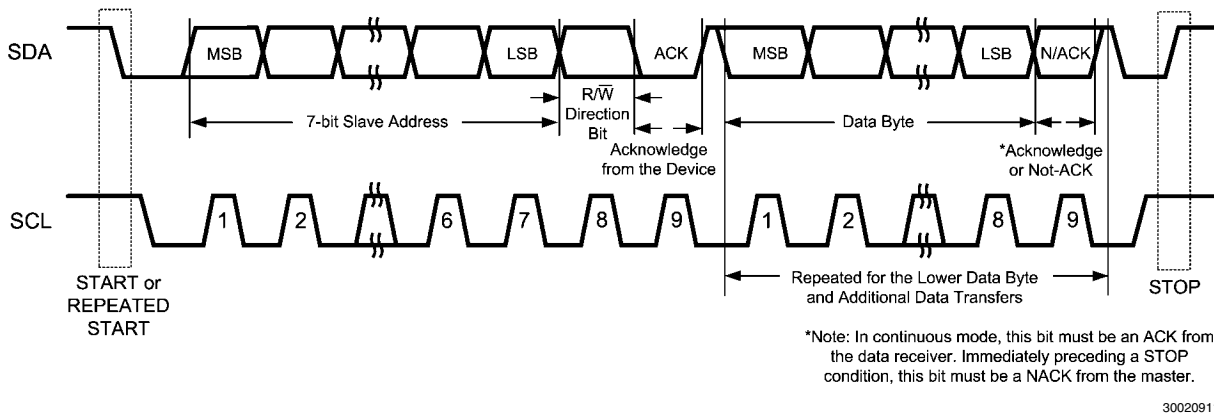 SDA
MSB
LSB
ACK
MSB
LSB
N/ACK
R/W̅
Direction
Bit
7-bit Slave Address
Data Byte
Acknowledge
from the Device
*Acknowledge
or Not-ACK
SCL
1
2
6
7
8
9
1
2
8
9
START or
REPEATED
START
Repeated for the Lower Data Byte
and Additional Data Transfers
STOP
*Note: In continuous mode, this bit must be an ACK from
the data receiver. Immediately preceding a STOP
condition, this bit must be a NACK from the master.
3002091